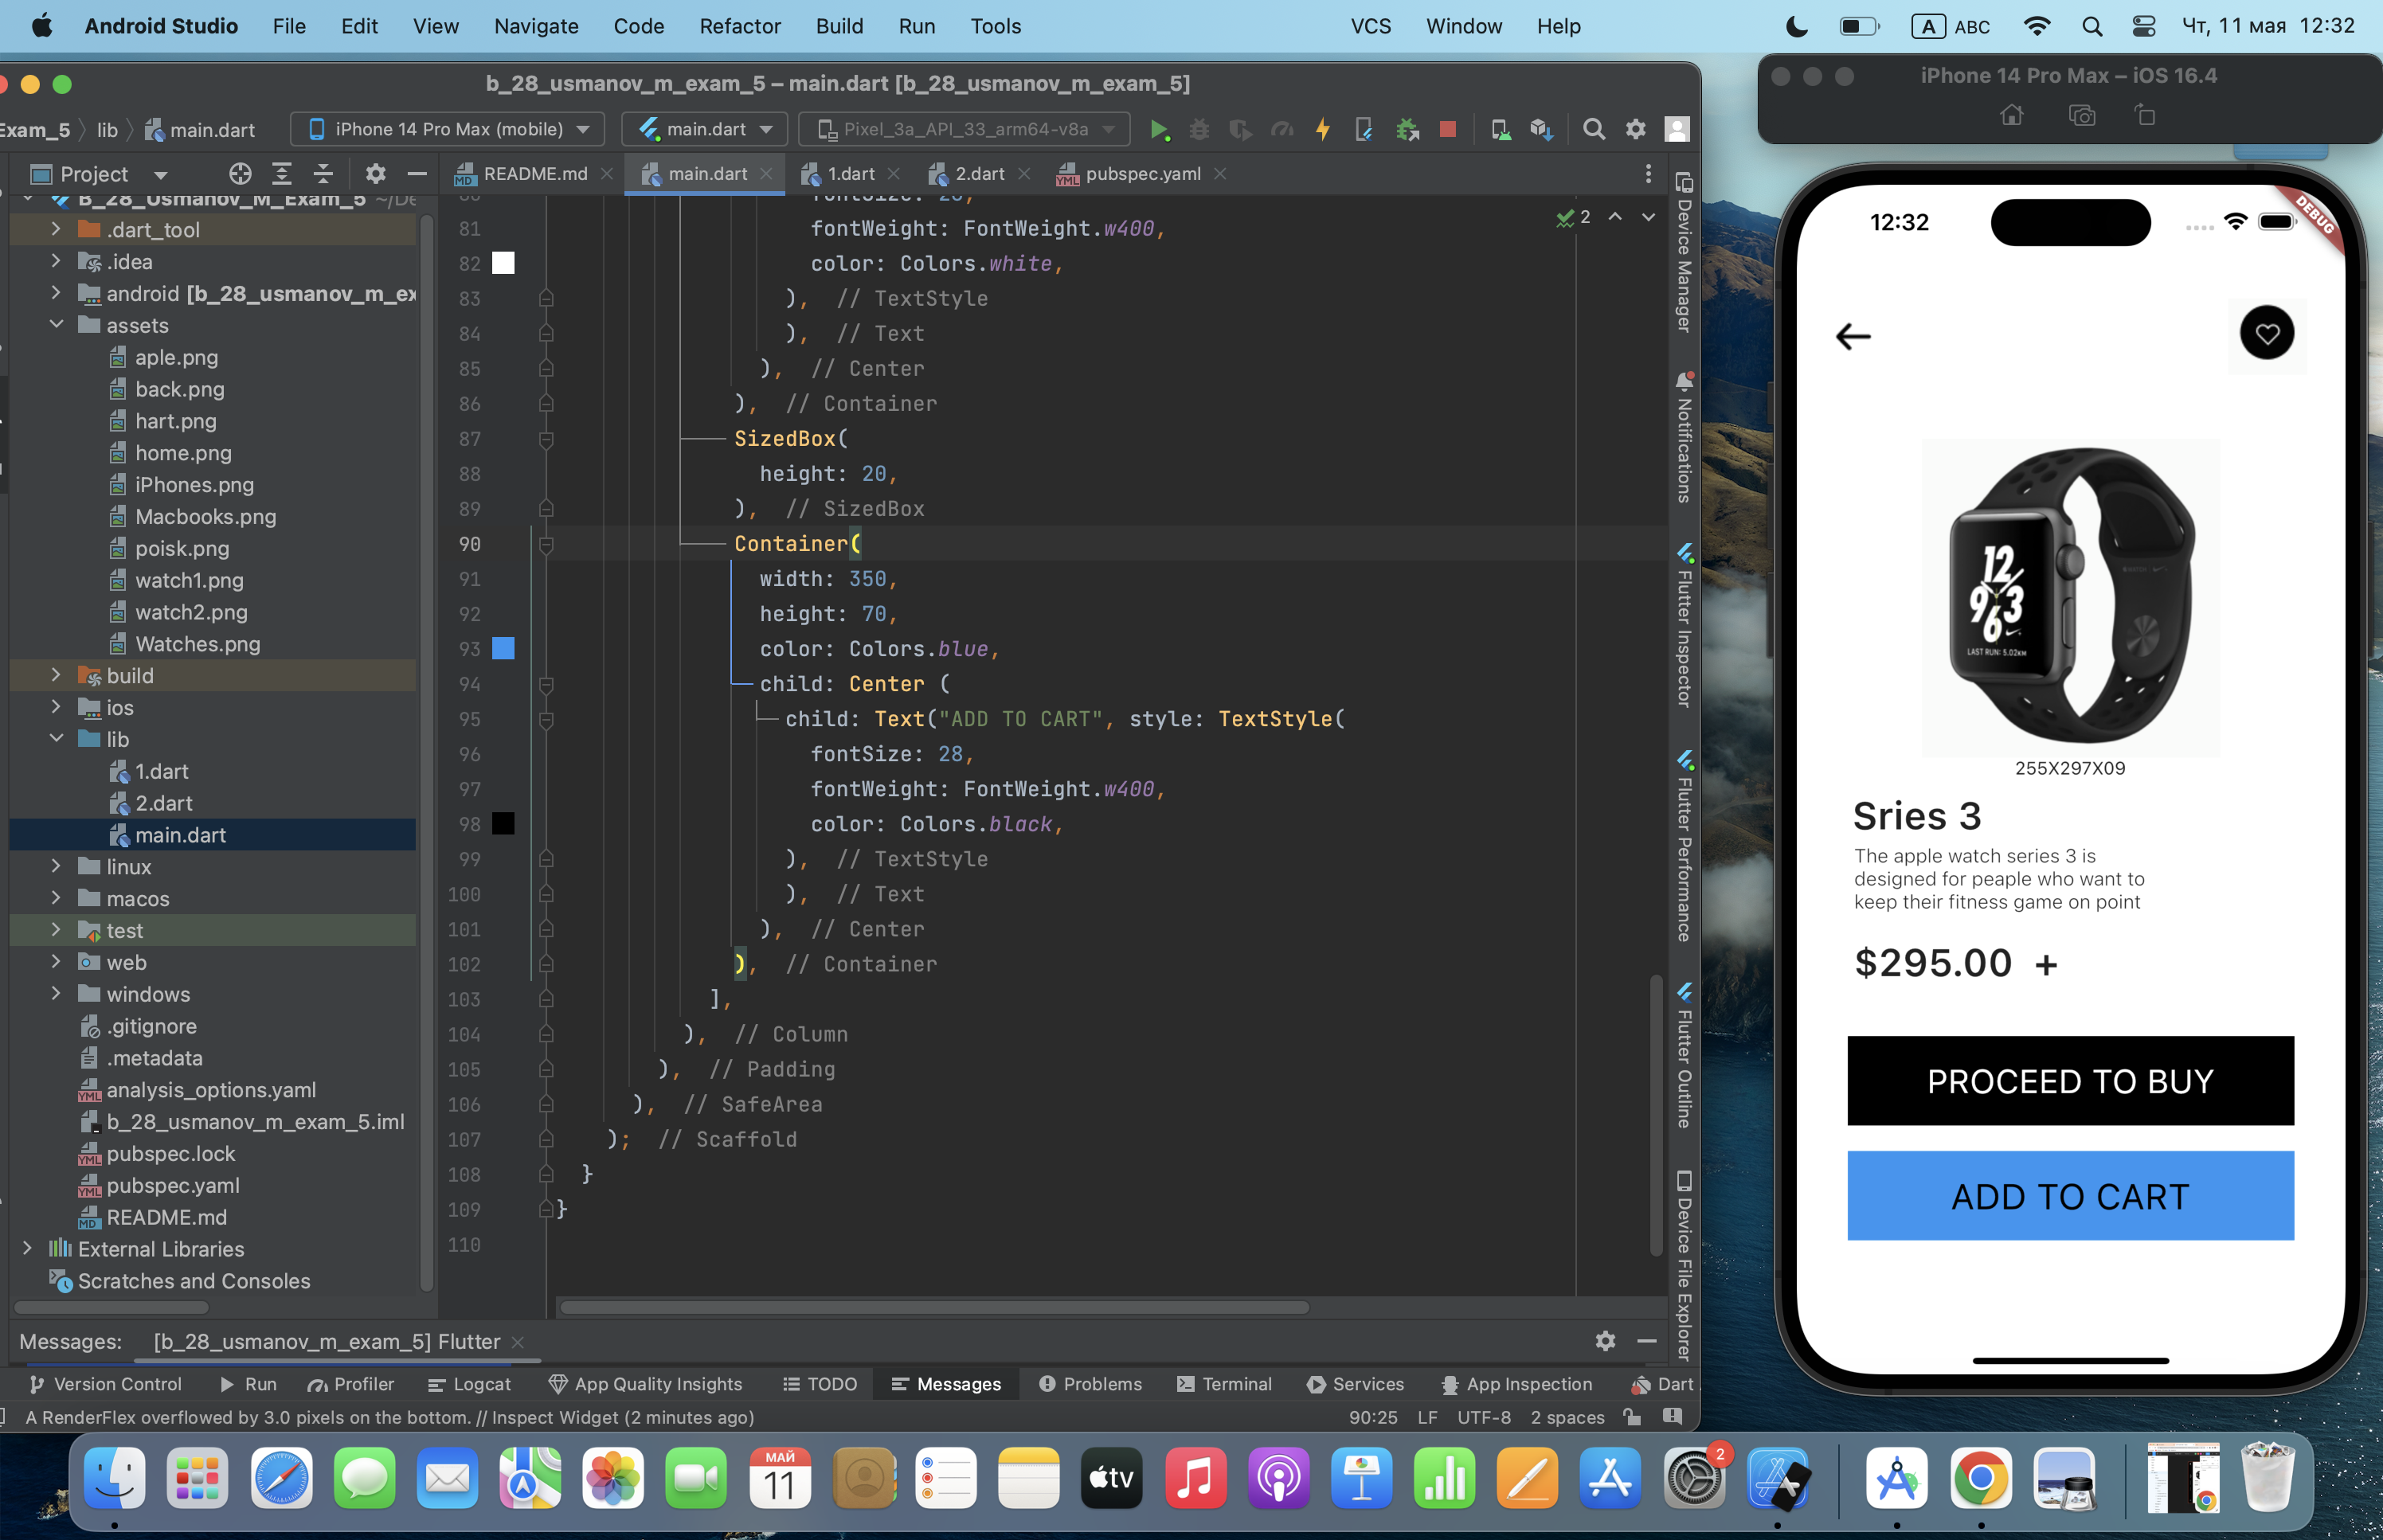 Android Studio File Edit View Navigate Code Refactor Build Run Tools VCS Window Help A ABC Чт, 11 мая 12:32
b_28_usmanov_m_exam_5 – main.dart [b_28_usmanov_m_exam_5]
Exam_5 lib main.dart iPhone 14 Pro Max (mobile) main.dart Pixel_3a_API_33_arm64-v8a
Project
README.md main.dart 1.dart 2.dart pubspec.yaml
B_28_Usmanov_M_Exam_5 ~/De
.dart_tool
.idea
android [b_28_usmanov_m_ex
assets
aple.png
back.png
hart.png
home.png
iPhones.png
Macbooks.png
poisk.png
watch1.png
watch2.png
Watches.png
build
ios
lib
1.dart
2.dart
main.dart
linux
macos
test
web
windows
.gitignore
.metadata
analysis_options.yaml
b_28_usmanov_m_exam_5.iml
pubspec.lock
pubspec.yaml
README.md
External Libraries
Scratches and Consoles
2
81 fontWeight: FontWeight.w400,
82 color: Colors.white,
83 ), // TextStyle
84 ), // Text
85 ), // Center
86 ), // Container
87 SizedBox(
88 height: 20,
89 ), // SizedBox
90 Container(
91 width: 350,
92 height: 70,
93 color: Colors.blue,
94 child: Center (
95 child: Text("ADD TO CART", style: TextStyle(
96 fontSize: 28,
97 fontWeight: FontWeight.w400,
98 color: Colors.black,
99 ), // TextStyle
100 ), // Text
101 ), // Center
102 ), // Container
103 ],
104 ), // Column
105 ), // Padding
106 ), // SafeArea
107 ); // Scaffold
108 }
109 }
110
Device Manager
Notifications
Flutter Inspector
Flutter Performance
Flutter Outline
Device File Explorer
Messages: [b_28_usmanov_m_exam_5] Flutter
Version Control Run Profiler Logcat App Quality Insights TODO Messages Problems Terminal Services App Inspection Dart
A RenderFlex overflowed by 3.0 pixels on the bottom. // Inspect Widget (2 minutes ago) 90:25 LF UTF-8 2 spaces
iPhone 14 Pro Max – iOS 16.4
12:32
DEBUG
12
963
LAST RUN: 5.02KM
255X297X09
Sries 3
The apple watch series 3 is
designed for peaple who want to
keep their fitness game on point
$295.00 +
PROCEED TO BUY
ADD TO CART
МАЙ
11
tv
2